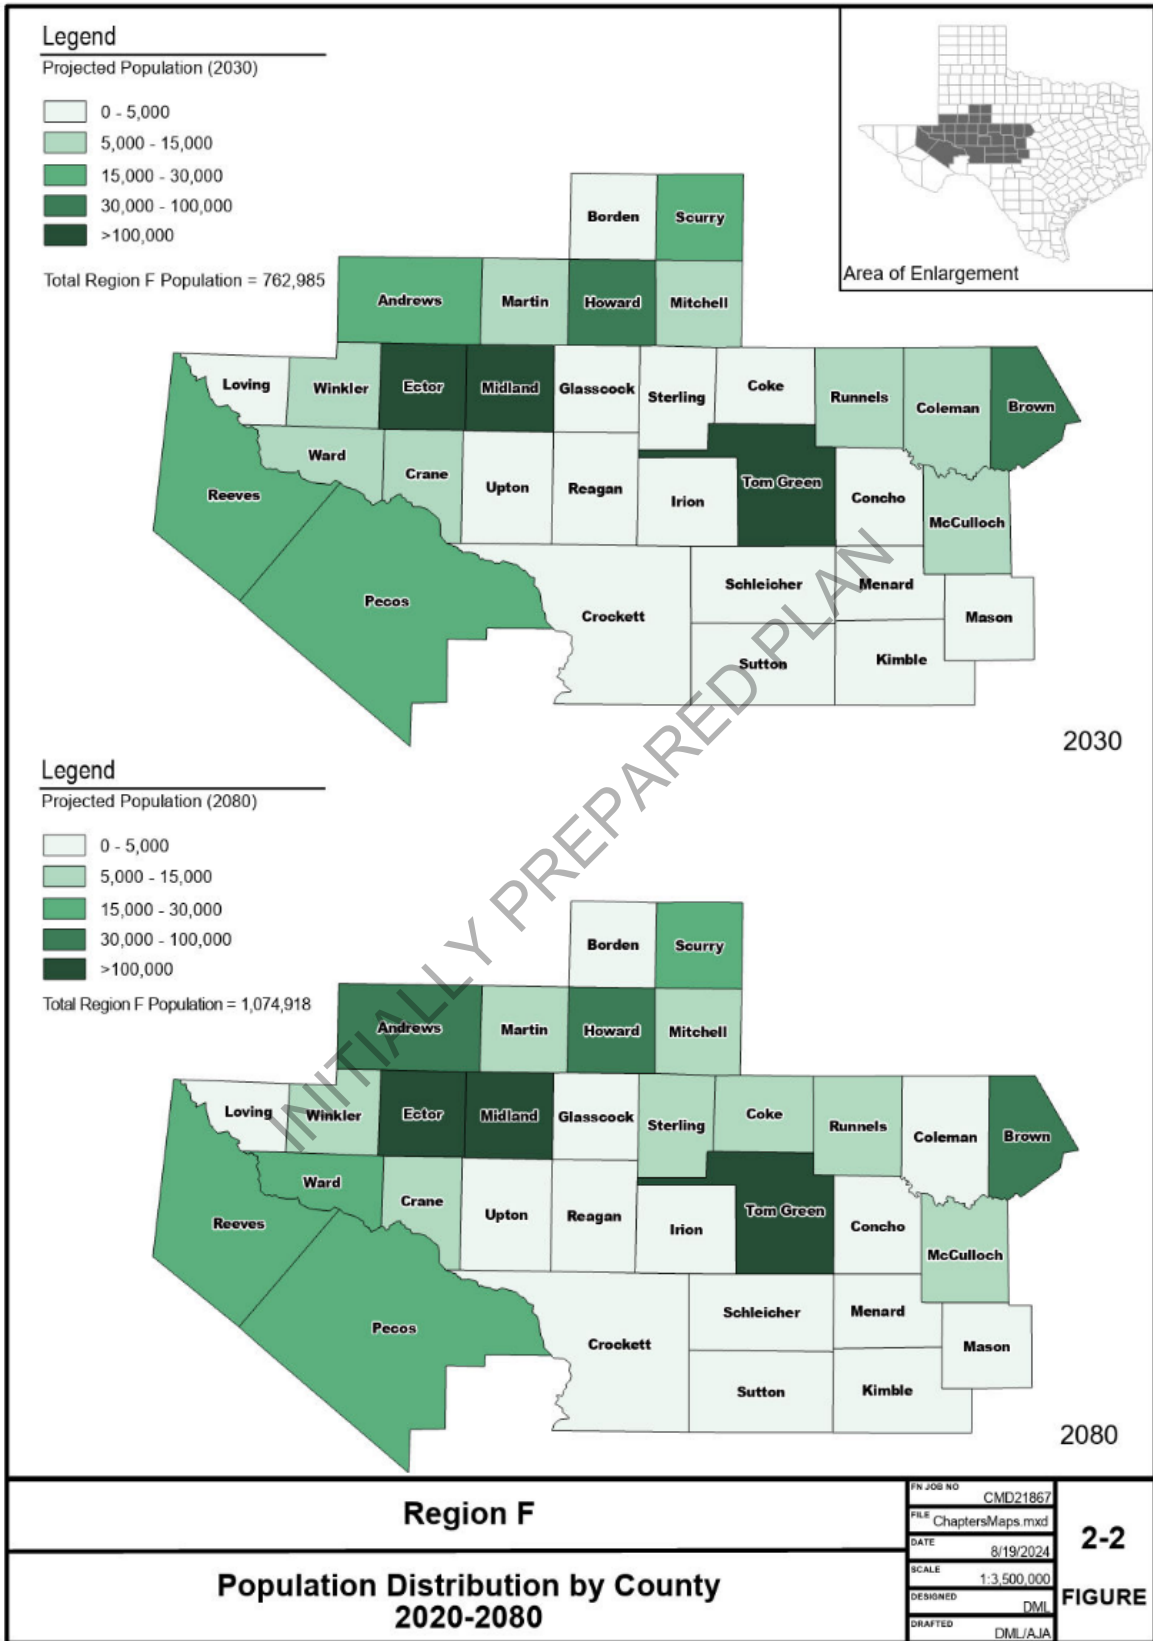 Legend
Projected Population (2030)
0 - 5,000
5,000 - 15,000
15,000 - 30,000
30,000 - 100,000
>100,000
Total Region F Population = 762,985
Area of Enlargement
Borden
Scurry
Andrews
Martin
Howard
Mitchell
Loving
Winkler
Ector
Midland
Glasscock
Sterling
Coke
Runnels
Coleman
Brown
Ward
Crane
Upton
Reagan
Irion
Tom Green
Concho
McCulloch
Reeves
Pecos
Crockett
Schleicher
Menard
Mason
Sutton
Kimble
2030
INITIALLY PREPARED PLAN
Legend
Projected Population (2080)
0 - 5,000
5,000 - 15,000
15,000 - 30,000
30,000 - 100,000
>100,000
Total Region F Population = 1,074,918
Borden
Scurry
Andrews
Martin
Howard
Mitchell
Loving
Winkler
Ector
Midland
Glasscock
Sterling
Coke
Runnels
Coleman
Brown
Ward
Crane
Upton
Reagan
Irion
Tom Green
Concho
McCulloch
Reeves
Pecos
Crockett
Schleicher
Menard
Mason
Sutton
Kimble
2080
Region F
Population Distribution by County
2020-2080
FN JOB NO
CMD21867
FILE
ChaptersMaps.mxd
DATE
8/19/2024
SCALE
1:3,500,000
DESIGNED
DML
DRAFTED
DML/AJA
2-2
FIGURE